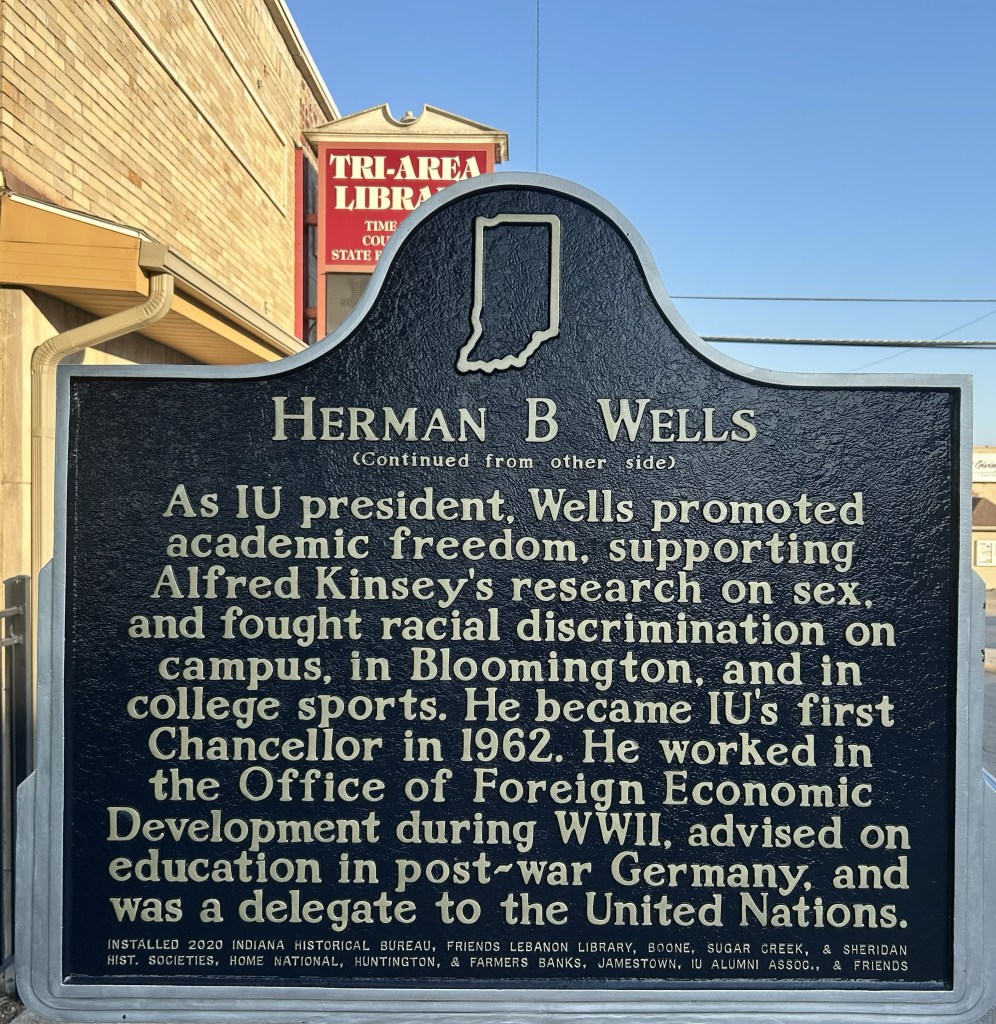 TRI-AREA
HERMAN B WELLS
(Continued from other side)
As IU president, Wells promoted
academic freedom, supporting
Alfred Kinsey's research on sex,
and fought racial discrimination on
campus, in Bloomington, and in
college sports. He became IU's first
Chancellor in 1962. He worked in
the Office of Foreign Economic
Development during WWII, advised on
education in post-war Germany, and
was a delegate to the United Nations.
INSTALLED 2020 INDIANA HISTORICAL BUREAU, FRIENDS LEBANON LIBRARY, BOONE, SUGAR CREEK, & SHERIDAN
HIST. SOCIETIES, HOME NATIONAL, HUNTINGTON, & FARMERS BANKS, JAMESTOWN, IU ALUMNI ASSOC., & FRIENDS